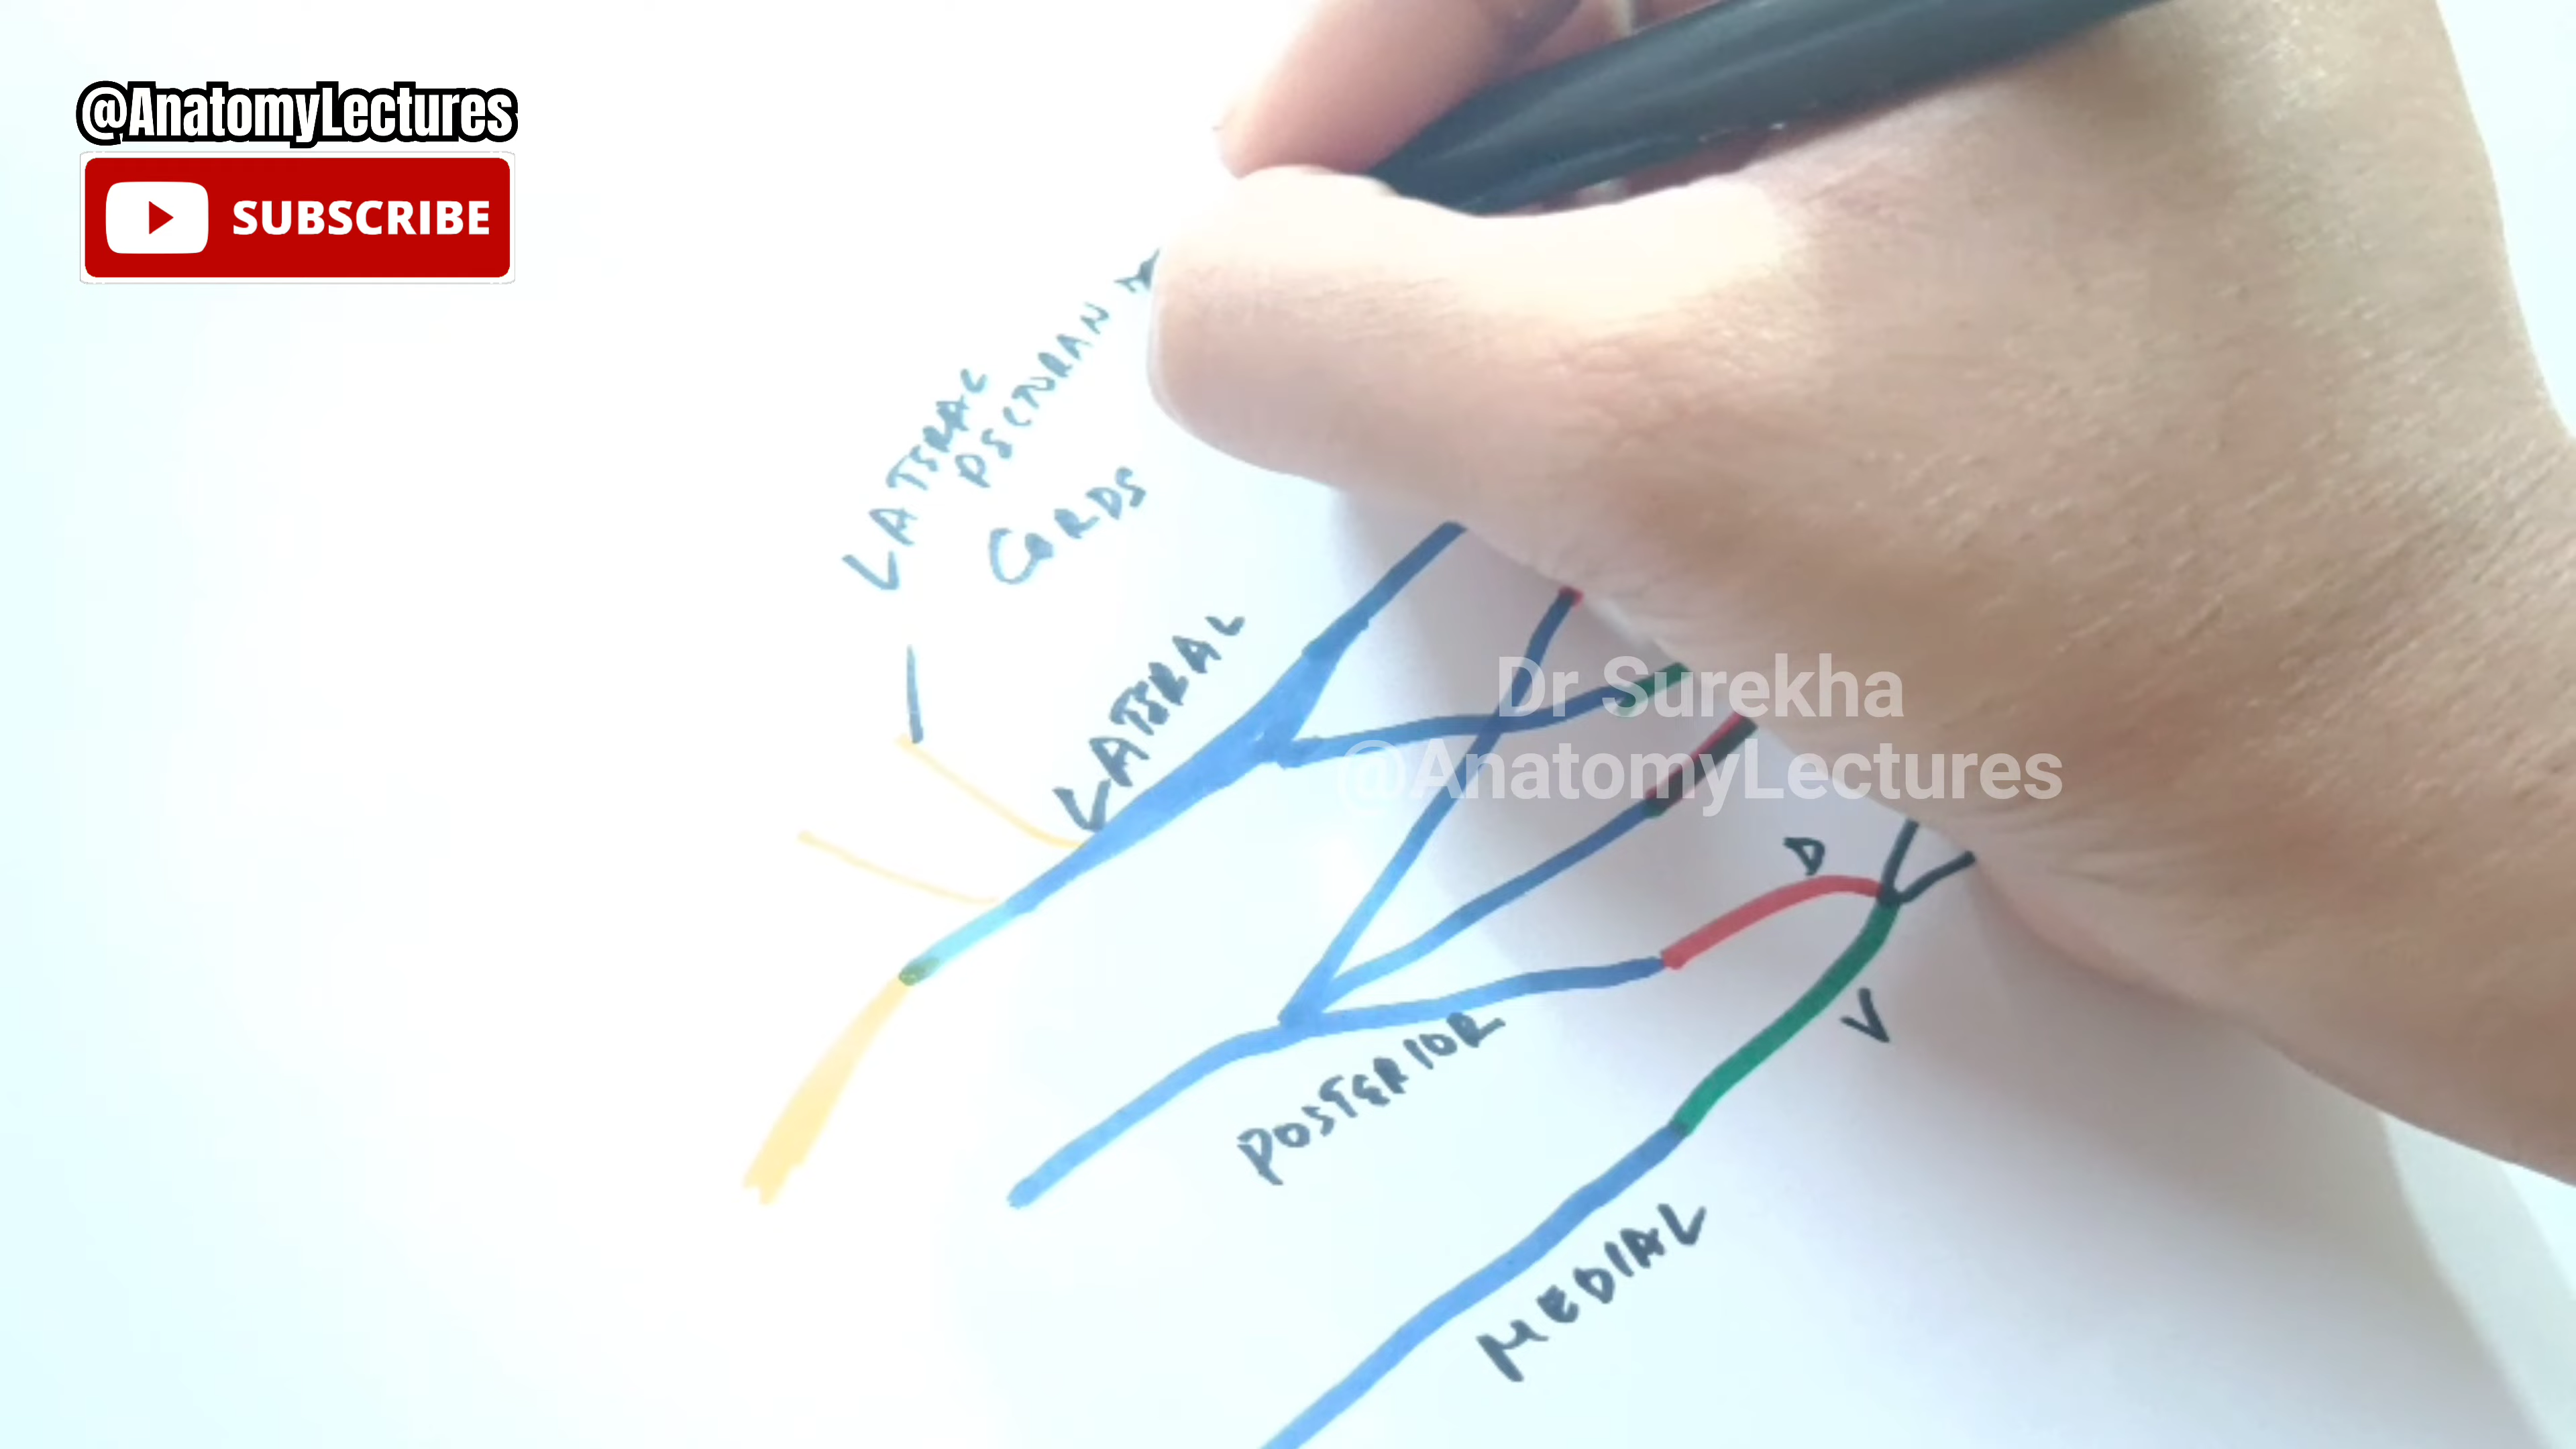 @AnatomyLectures
SUBSCRIBE
LATERAL
CORDS
LATERAL
Dr Surekha
@AnatomyLectures
D
V
POSTERIOR
MEDIAL